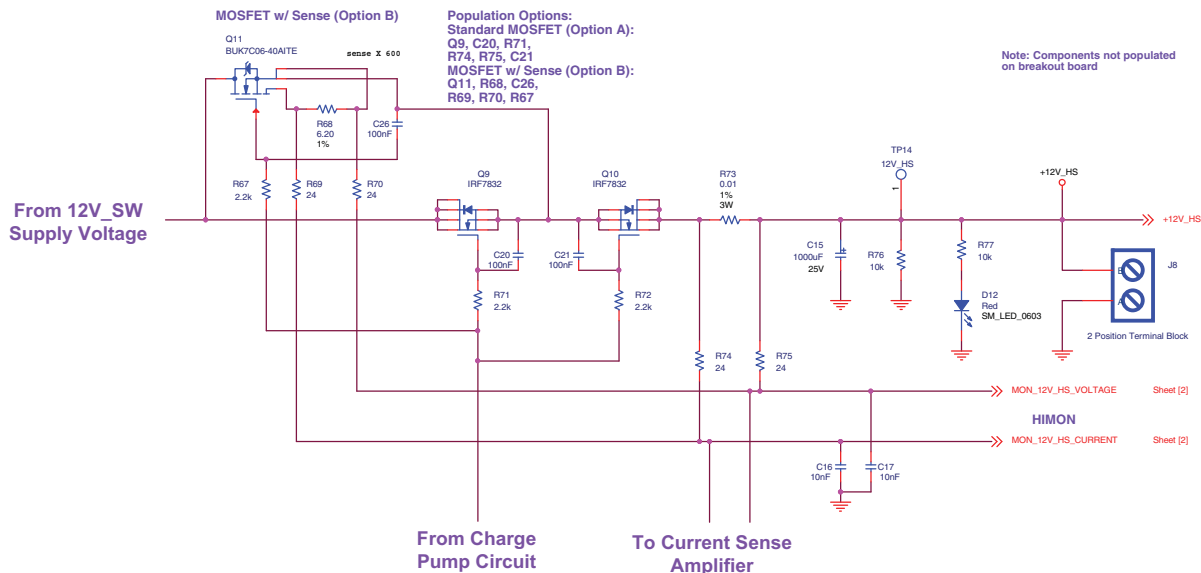 MOSFET w/ Sense (Option B)
Q11
BUK7C06-40AITE
sense X 600
Population Options:
Standard MOSFET (Option A):
Q9, C20, R71,
R74, R75, C21
MOSFET w/ Sense (Option B):
Q11, R68, C26,
R69, R70, R67
Note: Components not populated
on breakout board
R68
6.20
1%
C26
100nF
R67
2.2k
R69
24
R70
24
Q9
IRF7832
Q10
IRF7832
R73
0.01
1%
3W
TP14
12V_HS
1
+12V_HS
+12V_HS
From 12V_SW
Supply Voltage
C20
100nF
C21
100nF
C15
1000uF
25V
+
R76
10k
R77
10k
J8
B
A
R71
2.2k
R72
2.2k
D12
Red
SM_LED_0603
2 Position Terminal Block
R74
24
R75
24
MON_12V_HS_VOLTAGE
Sheet [2]
HIMON
MON_12V_HS_CURRENT
Sheet [2]
C16
10nF
C17
10nF
From Charge
Pump Circuit
To Current Sense
Amplifier